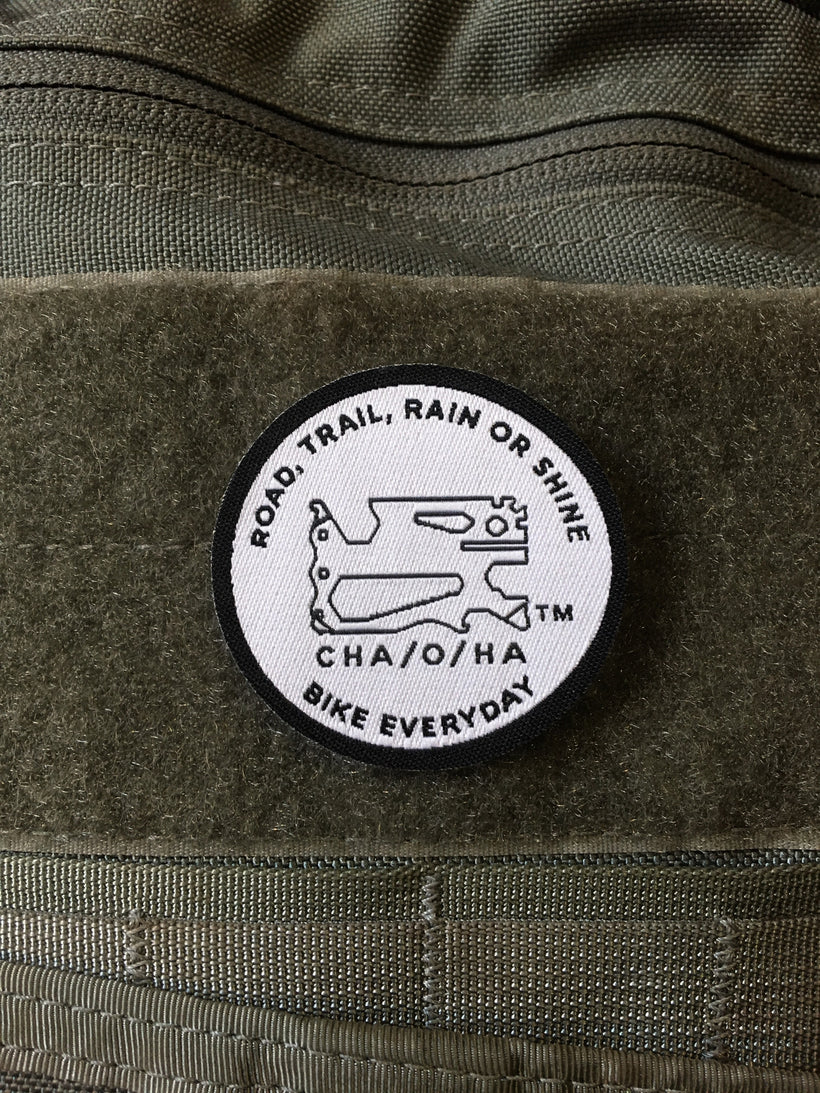 ROAD, TRAIL, RAIN OR SHINE
TM
CHA/O/HA
BIKE EVERYDAY